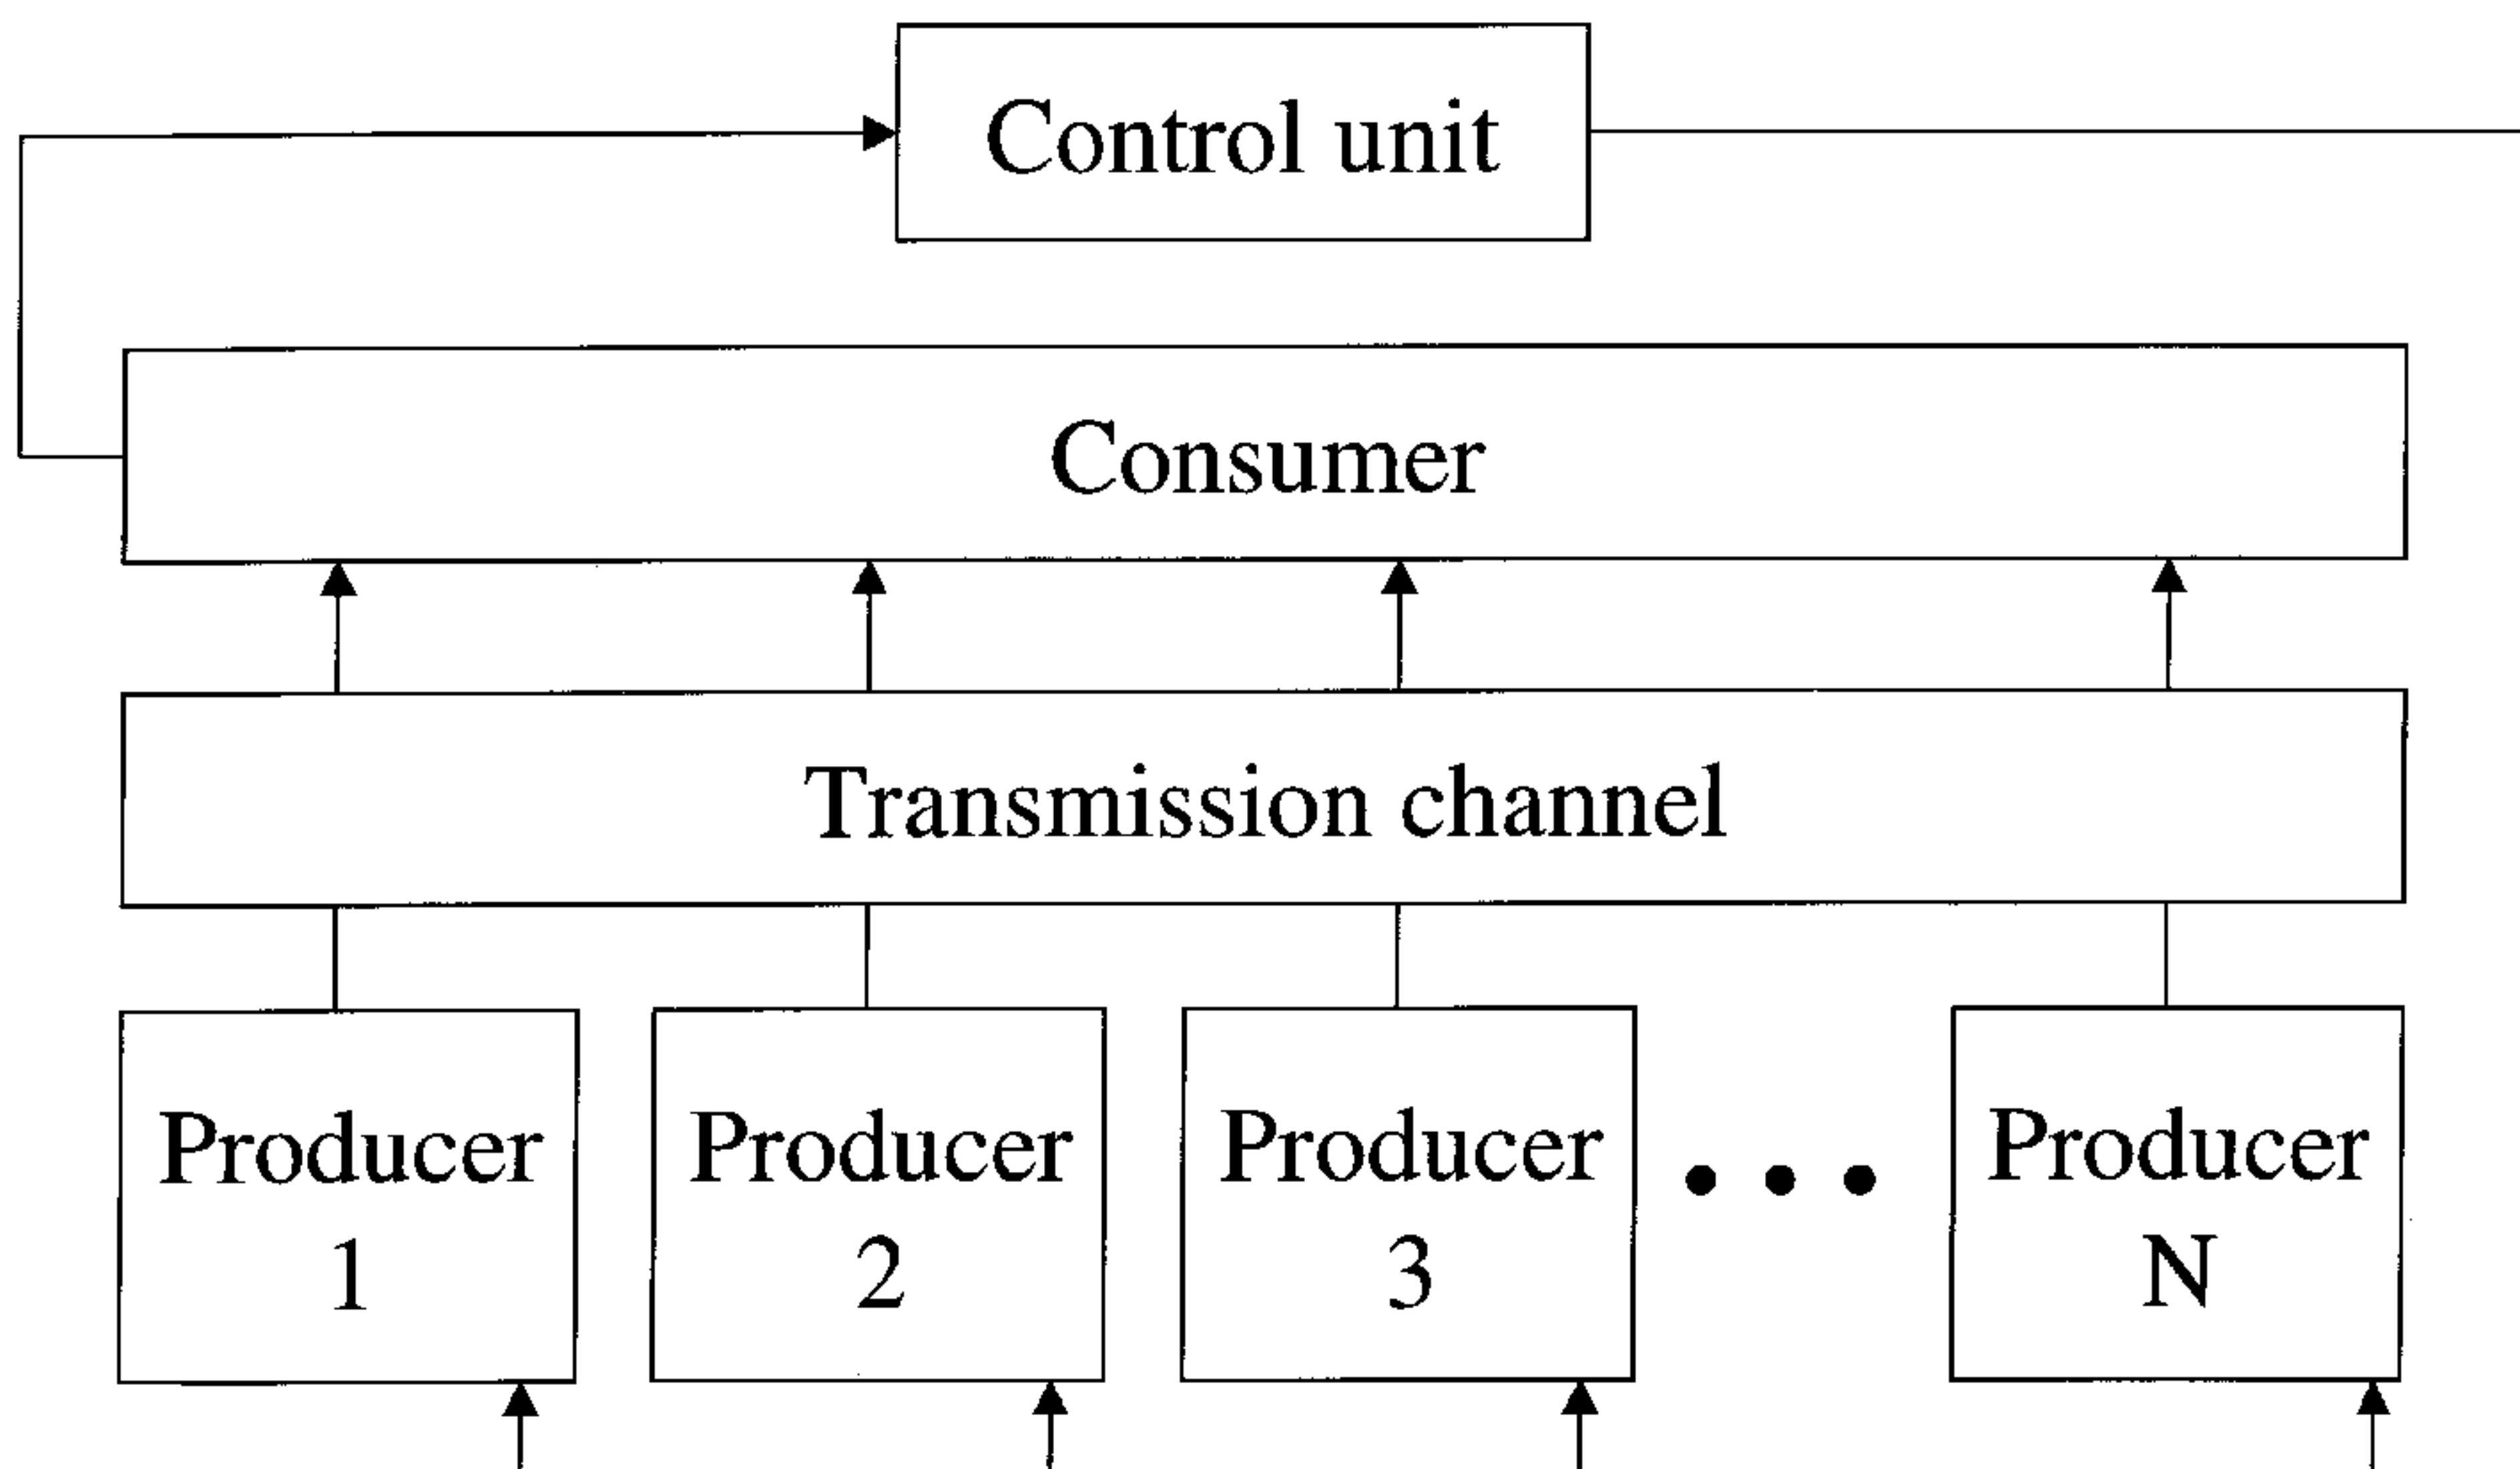 Control unit
Consumer
Transmission channel
Producer
1
Producer
2
Producer
3
Producer
N